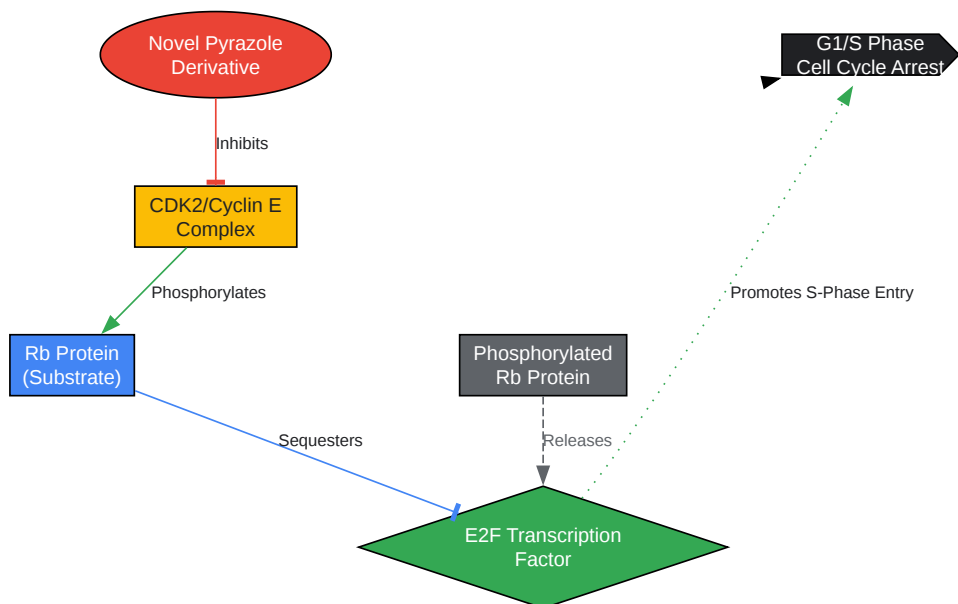 Novel Pyrazole
Derivative
G1/S Phase
Cell Cycle Arrest
Inhibits
CDK2/Cyclin E
Complex
Phosphorylates
Promotes S-Phase Entry
Rb Protein
(Substrate)
Phosphorylated
Rb Protein
Sequesters
Releases
E2F Transcription
Factor